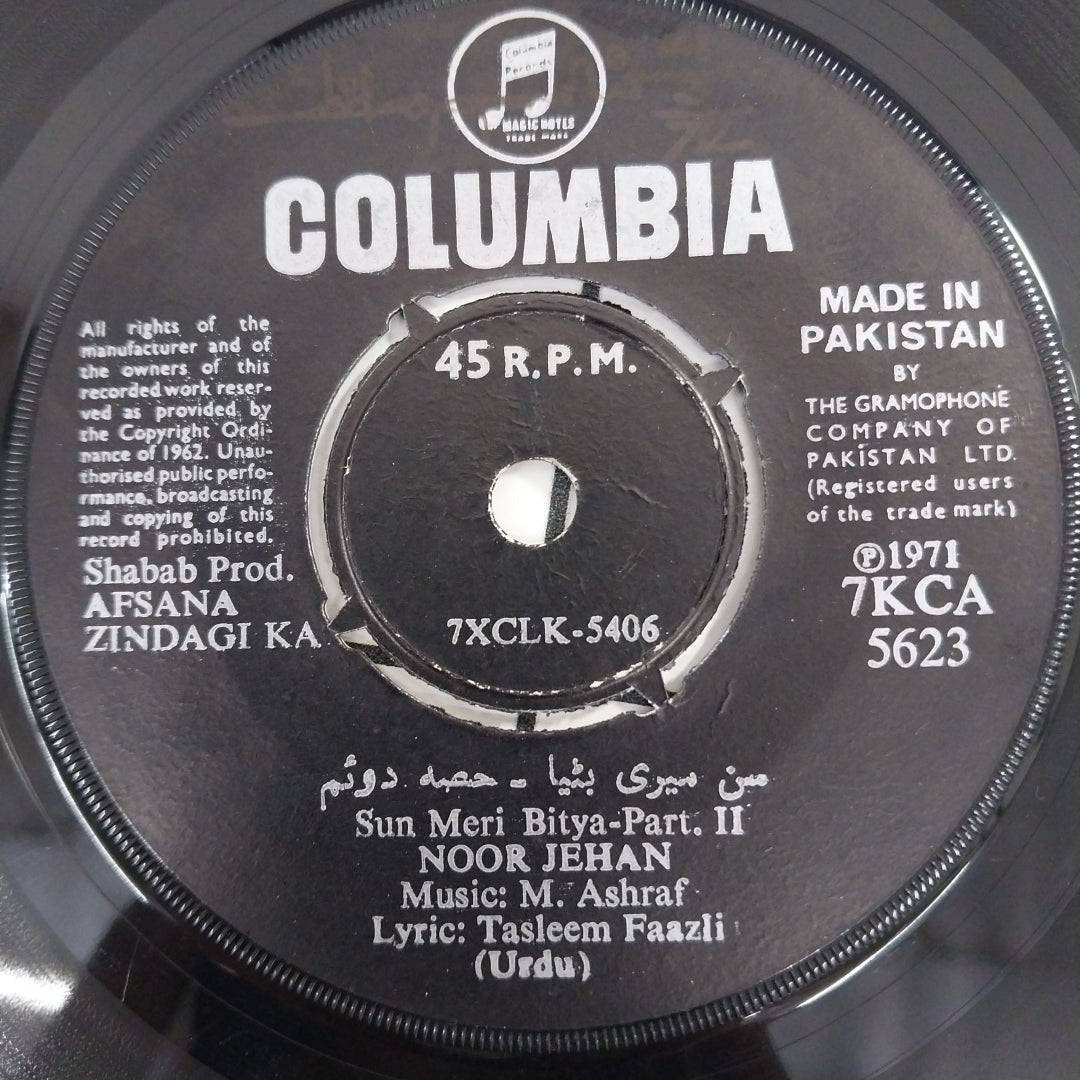 Columbia
Records
MAGIC NOTES
TRADE MARK
COLUMBIA
All rights of the
manufacturer and of
the owners of this
recorded work reser-
ved as provided by
the Copyright Ordi-
nance of 1962. Unau-
thorised public perfo-
rmance, broadcasting
and copying of this
record prohibited.
Shabab Prod.
AFSANA
ZINDAGI KA
45 R.P.M.
7XCLK-5406
MADE IN
PAKISTAN
BY
THE GRAMOPHONE
COMPANY OF
PAKISTAN LTD.
(Registered users
of the trade mark)
Ⓟ1971
7KCA
5623
سن میری بٹیا - حصہ دوئم
Sun Meri Bitya-Part. II
NOOR JEHAN
Music: M. Ashraf
Lyric: Tasleem Faazli
(Urdu)